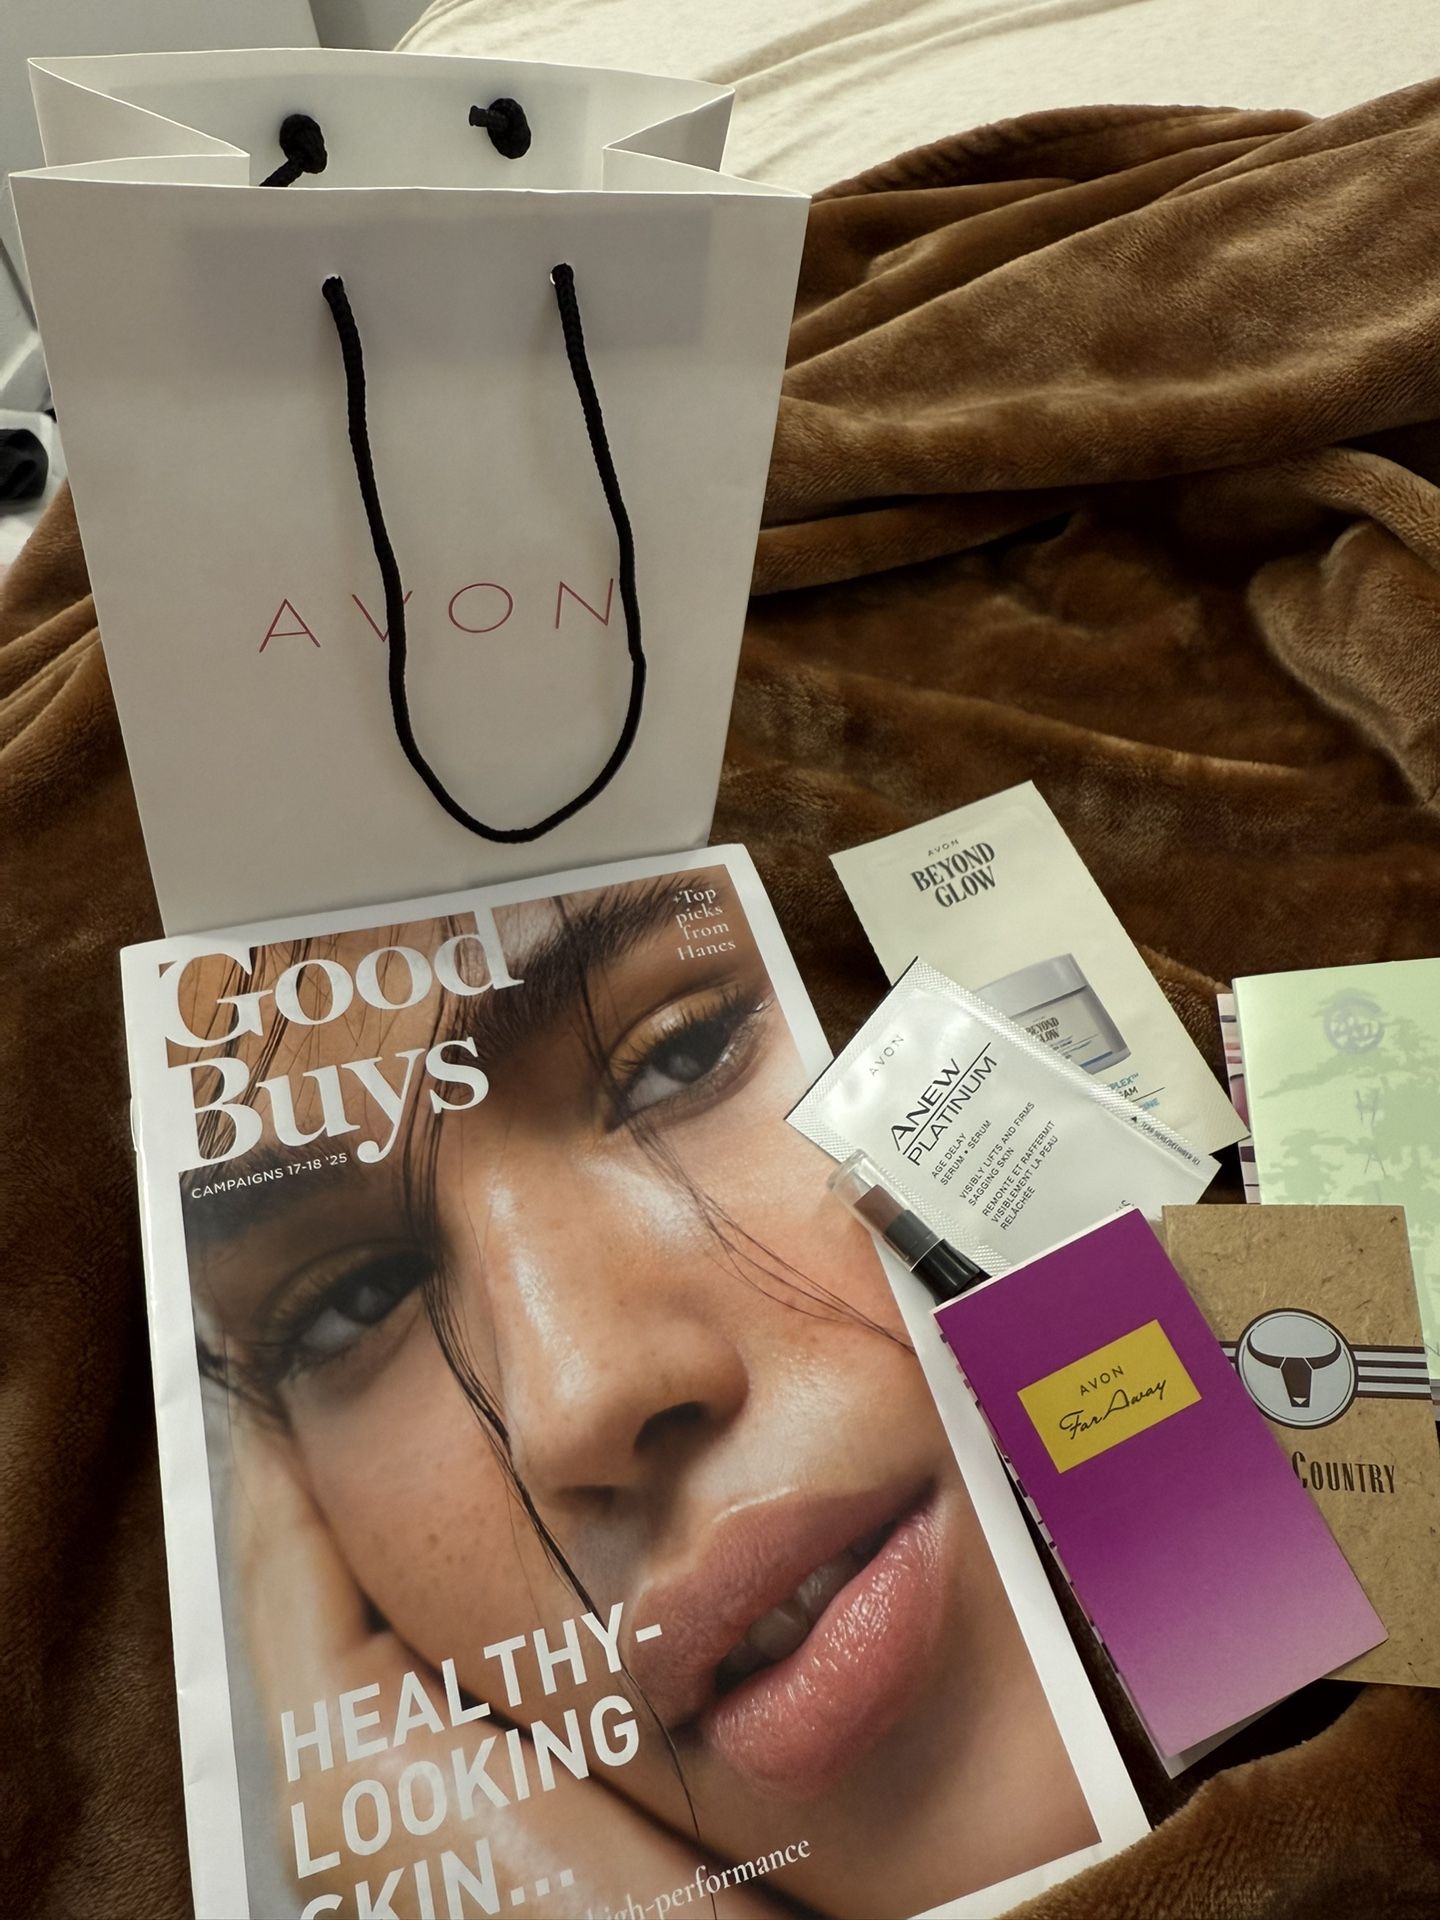 AVON
Good
Buys
CAMPAIGNS 17-18 '25
+Top
picks
from
Hanes
HEALTHY-
LOOKING
SKIN...
high-performance
AVON
BEYOND
GLOW
BEYOND
GLOW
AVON
ANEW
PLATINUM
AGE DELAY
SERUM • SÉRUM
VISIBLY LIFTS AND FIRMS
SAGGING SKIN
REMONTE ET RAFFERMIT
VISIBLEMENT LA PEAU
RELÂCHÉE
AVON
Far Away
COUNTRY